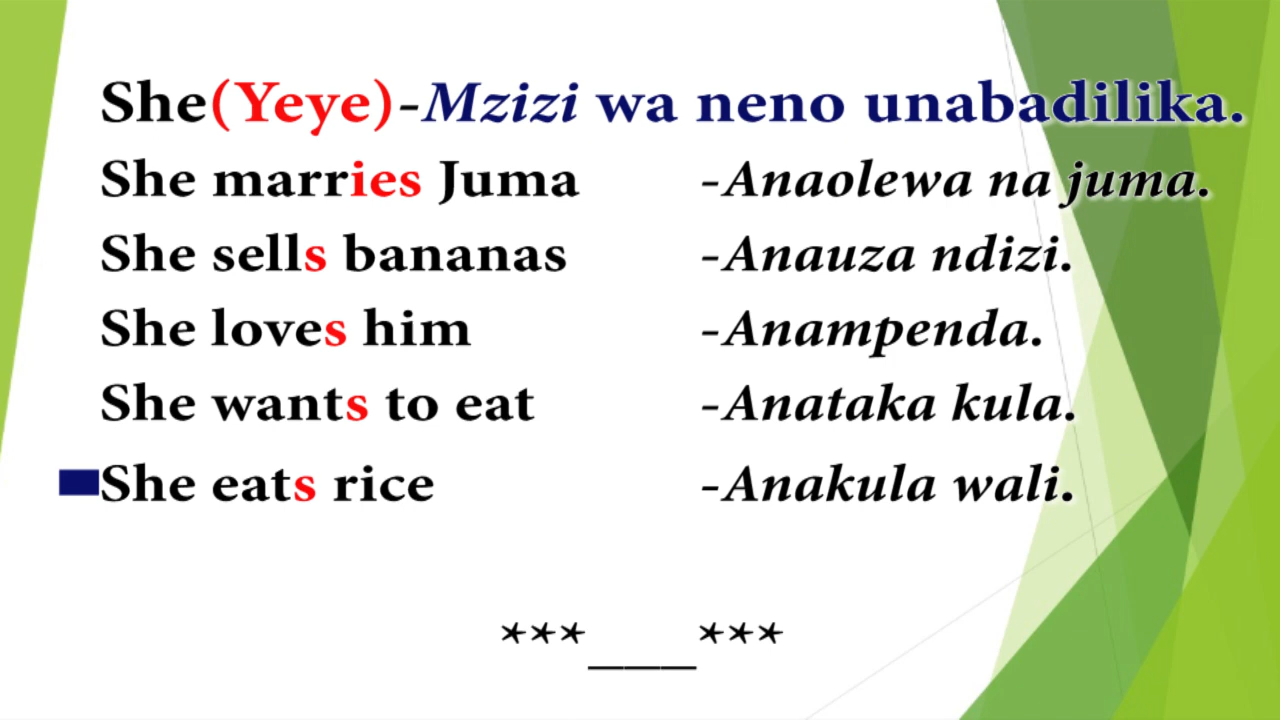 She(Yeye)-Mzizi wa neno unabadilika.
She marries Juma -Anaolewa na juma.
She sells bananas -Anauza ndizi.
She loves him -Anampenda.
She wants to eat -Anataka kula.
She eats rice -Anakula wali.
***___***